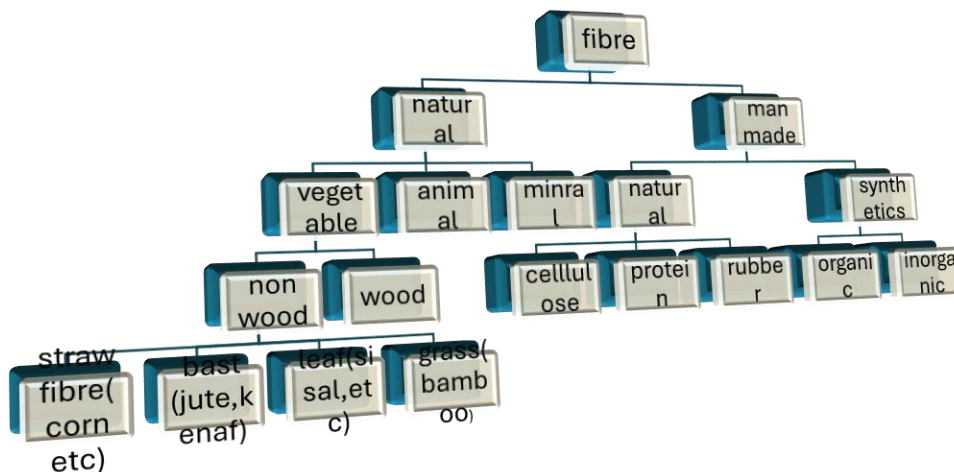 fibre
natur
al
man
made
veget
able
anim
al
minra
l
natur
al
synth
etics
non
wood
wood
celllul
ose
protei
n
rubbe
r
organi
c
inorga
nic
straw
fibre(
corn
etc)
bast
(jute,k
enaf)
leaf(si
sal,et
c)
grass(
bamb
oo)